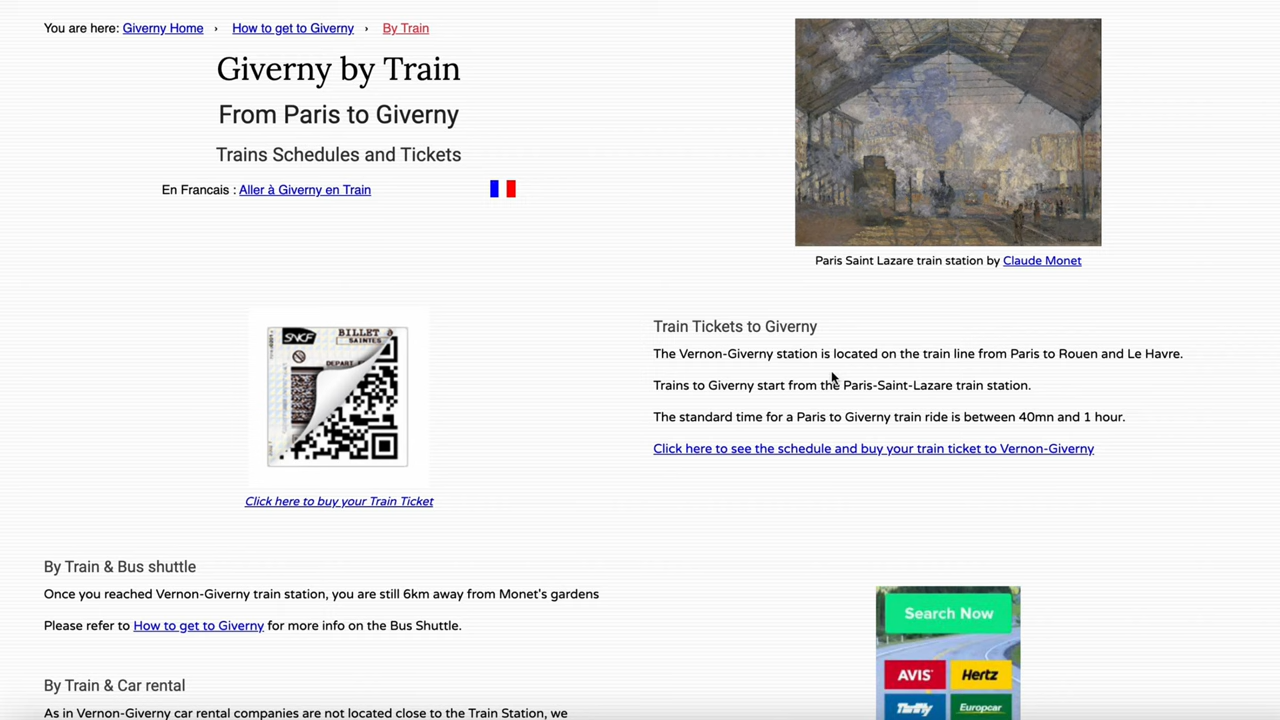 You are here: Giverny Home › How to get to Giverny › By Train
Giverny by Train
From Paris to Giverny
Trains Schedules and Tickets
En Francais : Aller à Giverny en Train
Paris Saint Lazare train station by Claude Monet
SNCF
BILLET à
SAINTES
DEPART
Click here to buy your Train Ticket
Train Tickets to Giverny
The Vernon-Giverny station is located on the train line from Paris to Rouen and Le Havre.
Trains to Giverny start from the Paris-Saint-Lazare train station.
The standard time for a Paris to Giverny train ride is between 40mn and 1 hour.
Click here to see the schedule and buy your train ticket to Vernon-Giverny
By Train & Bus shuttle
Once you reached Vernon-Giverny train station, you are still 6km away from Monet's gardens
Please refer to How to get to Giverny for more info on the Bus Shuttle.
By Train & Car rental
As in Vernon-Giverny car rental companies are not located close to the Train Station, we
Search Now
AVIS Hertz
Thrifty Europcar